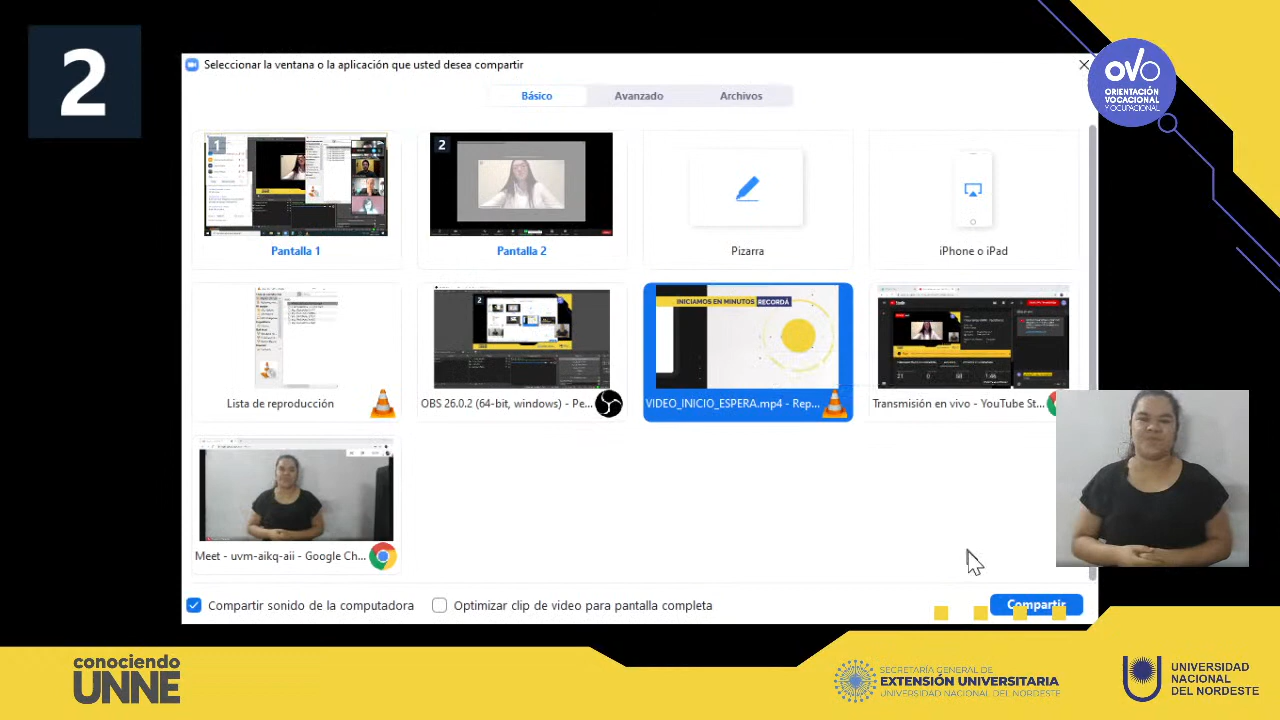 2
Seleccionar la ventana o la aplicación que usted desea compartir
Básico
Avanzado
Archivos
OVO
ORIENTACIÓN
VOCACIONAL
Y OCUPACIONAL
1
2
Pantalla 1
Pantalla 2
Pizarra
iPhone o iPad
INICIAMOS EN MINUTOS RECORDÁ
2
Lista de reproducción
OBS 26.0.2 (64-bit, windows) - Pe...
VIDEO_INICIO_ESPERA.mp4 - Rep...
Transmisión en vivo - YouTube St...
Meet - uvm-aikq-aii - Google Ch...
Compartir sonido de la computadora
Optimizar clip de video para pantalla completa
Compartir
conociendo
UNNE
SECRETARÍA GENERAL DE
EXTENSIÓN UNIVERSITARIA
UNIVERSIDAD NACIONAL DEL NORDESTE
UNIVERSIDAD
NACIONAL
DEL NORDESTE